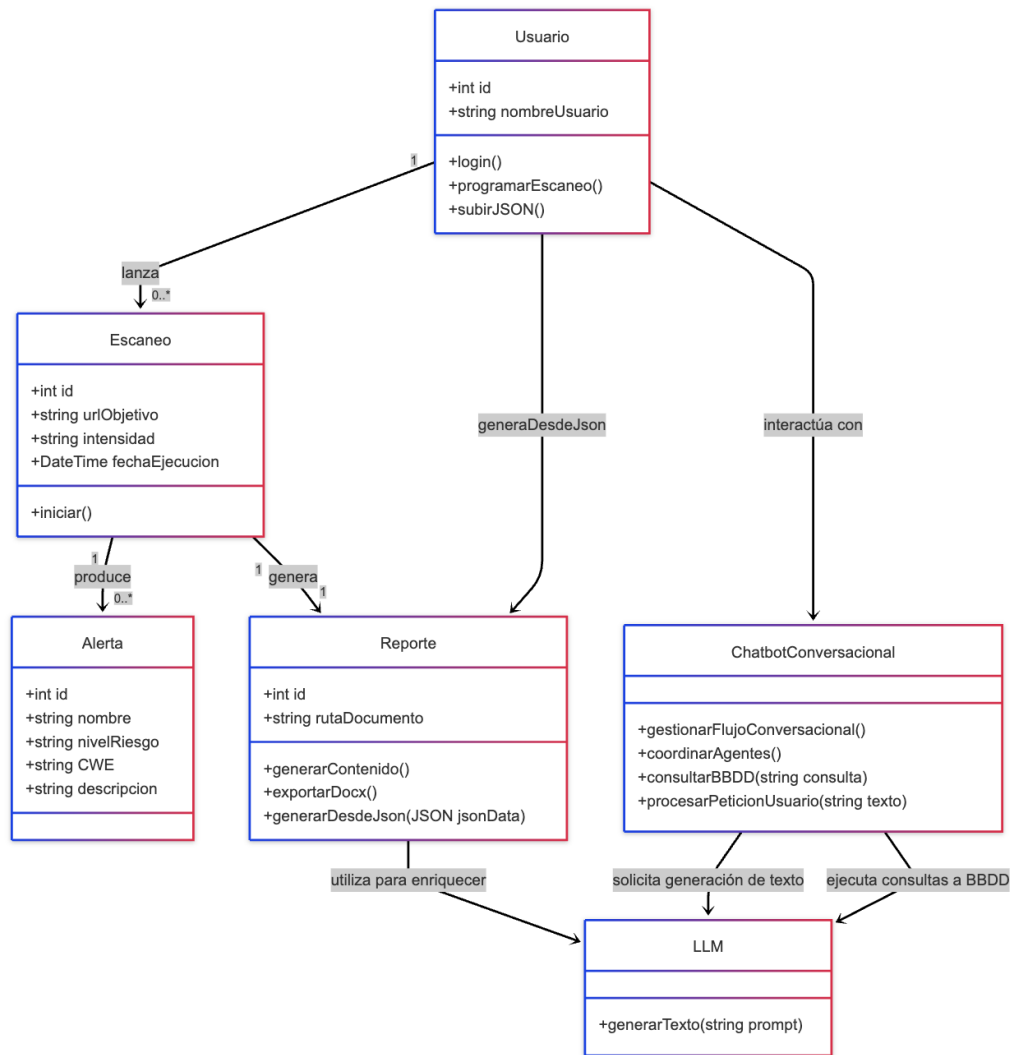 Usuario
+int id
+string nombreUsuario
+login()
+programarEscaneo()
+subirJSON()
1
lanza
0..*
Escaneo
+int id
+string urlObjetivo
+string intensidad
+DateTime fechaEjecucion
+iniciar()
generaDesdeJson
interactúa con
1
produce
0..*
1
genera
1
Alerta
+int id
+string nombre
+string nivelRiesgo
+string CWE
+string descripcion
Reporte
+int id
+string rutaDocumento
+generarContenido()
+exportarDocx()
+generarDesdeJson(JSON jsonData)
ChatbotConversacional
+gestionarFlujoConversacional()
+coordinarAgentes()
+consultarBBDD(string consulta)
+procesarPeticionUsuario(string texto)
utiliza para enriquecer
solicita generación de texto
ejecuta consultas a BBDD
LLM
+generarTexto(string prompt)